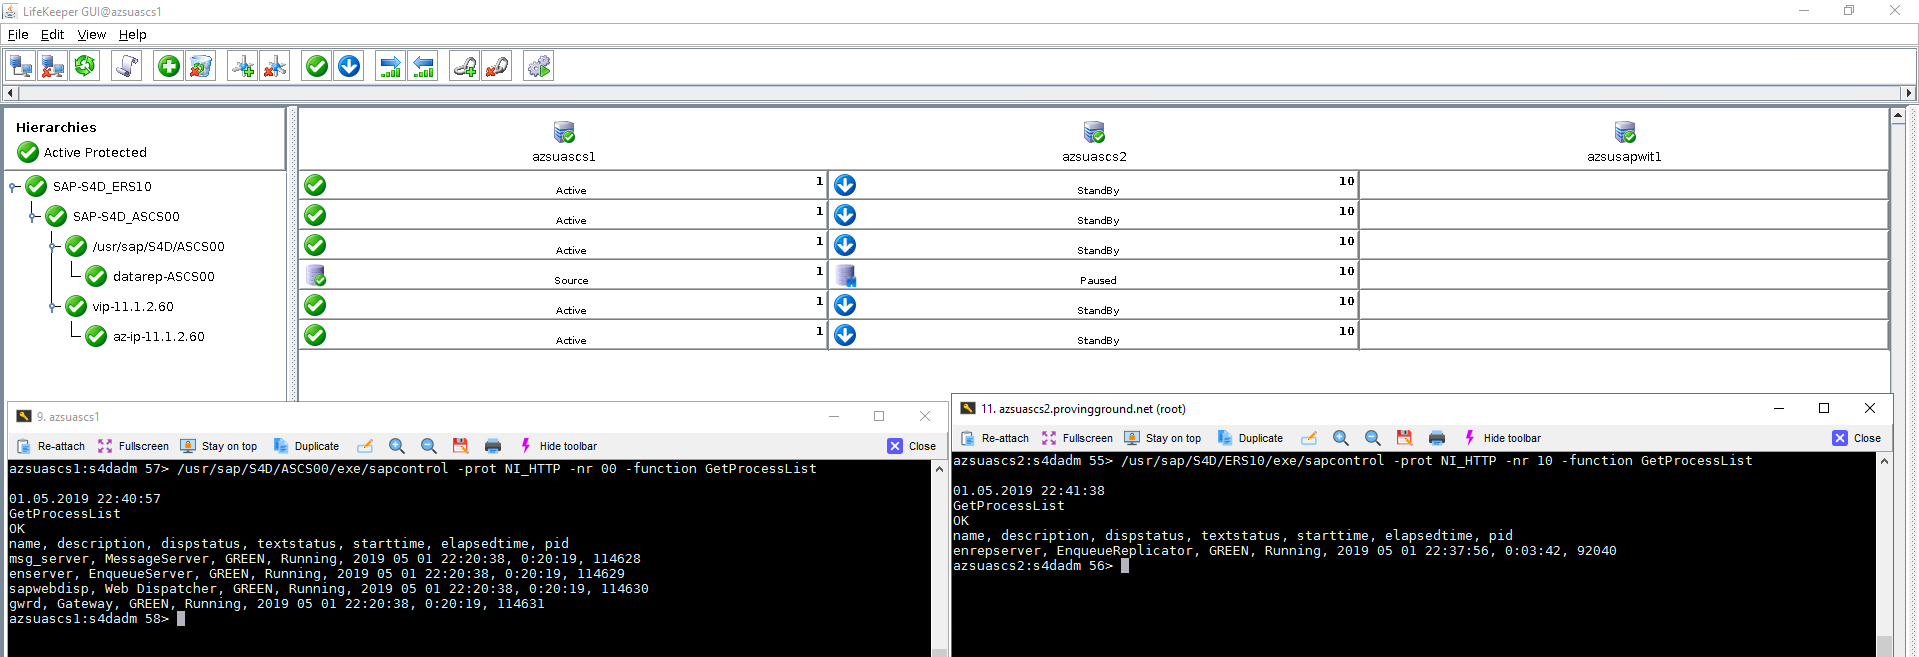 LifeKeeper GUI@azsuascs1
File Edit View Help
Hierarchies
Active Protected
azsuascs1 azsuascs2 azsusapwit1
SAP-S4D_ERS10 Active 1 StandBy 10
SAP-S4D_ASCS00 Active 1 StandBy 10
/usr/sap/S4D/ASCS00 Active 1 StandBy 10
datarep-ASCS00 Source 1 Paused 10
vip-11.1.2.60 Active 1 StandBy 10
az-ip-11.1.2.60 Active 1 StandBy 10
9. azsuascs1
Re-attach Fullscreen Stay on top Duplicate Hide toolbar Close
azsuascs1:s4dadm 57> /usr/sap/S4D/ASCS00/exe/sapcontrol -prot NI_HTTP -nr 00 -function GetProcessList
01.05.2019 22:40:57
GetProcessList
OK
name, description, dispstatus, textstatus, starttime, elapsedtime, pid
msg_server, MessageServer, GREEN, Running, 2019 05 01 22:20:38, 0:20:19, 114628
enserver, EnqueueServer, GREEN, Running, 2019 05 01 22:20:38, 0:20:19, 114629
sapwebdisp, Web Dispatcher, GREEN, Running, 2019 05 01 22:20:38, 0:20:19, 114630
gwrd, Gateway, GREEN, Running, 2019 05 01 22:20:38, 0:20:19, 114631
azsuascs1:s4dadm 58>
11. azsuascs2.provingground.net (root)
Re-attach Fullscreen Stay on top Duplicate Hide toolbar Close
azsuascs2:s4dadm 55> /usr/sap/S4D/ERS10/exe/sapcontrol -prot NI_HTTP -nr 10 -function GetProcessList
01.05.2019 22:41:38
GetProcessList
OK
name, description, dispstatus, textstatus, starttime, elapsedtime, pid
enrepserver, EnqueueReplicator, GREEN, Running, 2019 05 01 22:37:56, 0:03:42, 92040
azsuascs2:s4dadm 56>